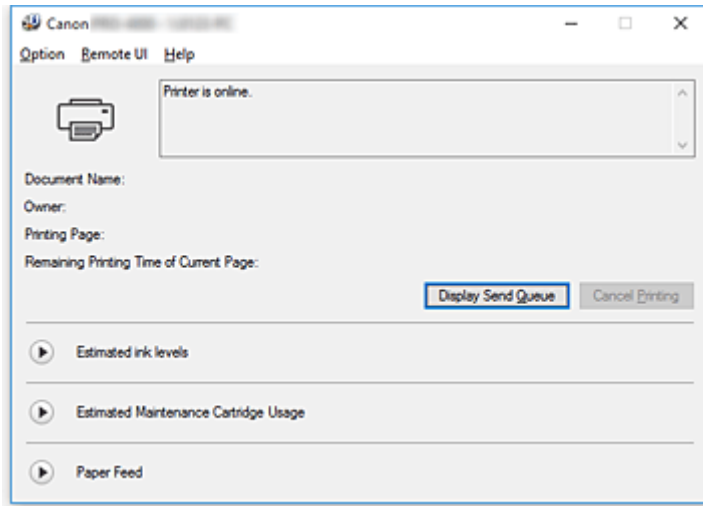 Canon
Option Remote UI Help
Printer is online.
Document Name:
Owner:
Printing Page:
Remaining Printing Time of Current Page:
Display Send Queue Cancel Printing
Estimated ink levels
Estimated Maintenance Cartridge Usage
Paper Feed